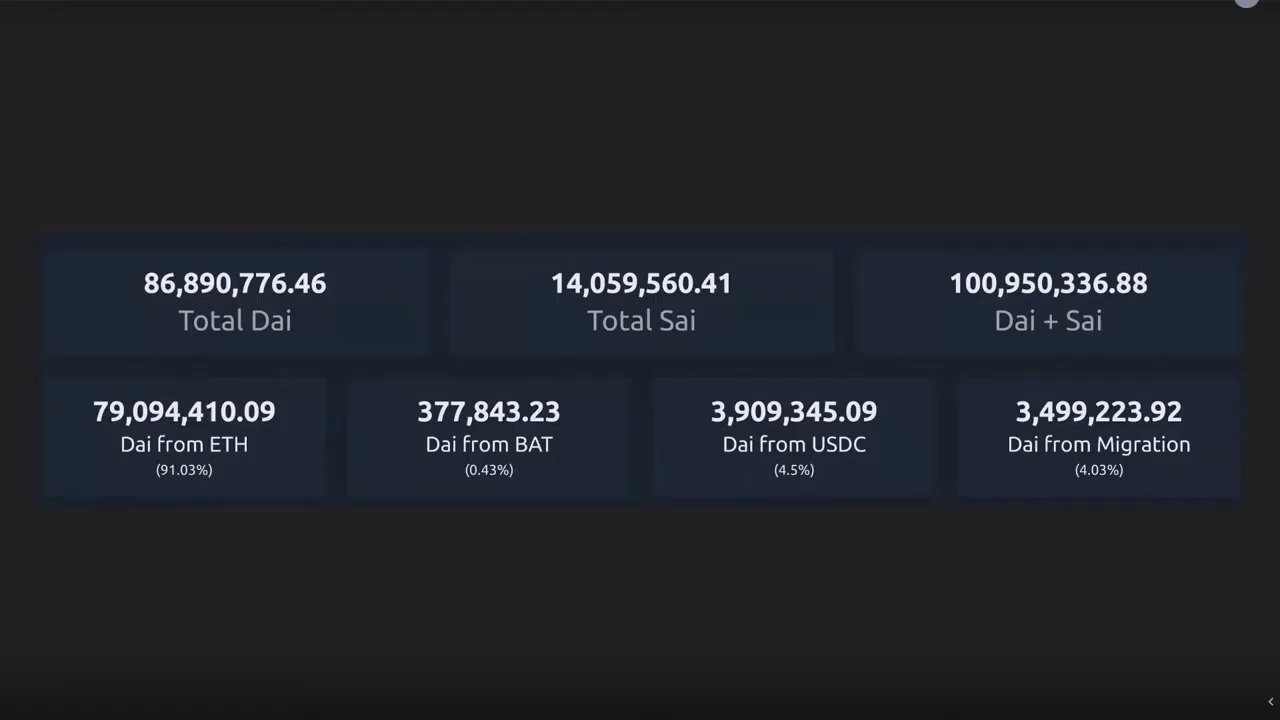 86,890,776.46
Total Dai
14,059,560.41
Total Sai
100,950,336.88
Dai + Sai
79,094,410.09
Dai from ETH
(91.03%)
377,843.23
Dai from BAT
(0.43%)
3,909,345.09
Dai from USDC
(4.5%)
3,499,223.92
Dai from Migration
(4.03%)